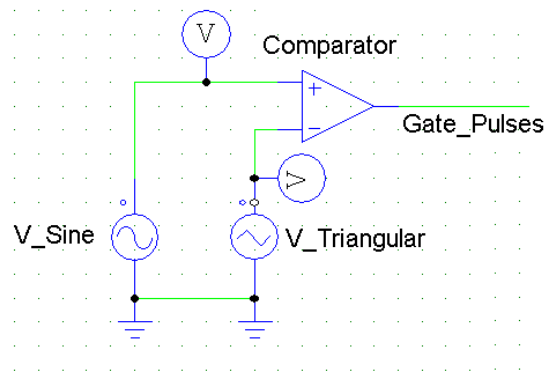 V
Comparator
+
Gate_Pulses
−
V
V_Sine
V_Triangular